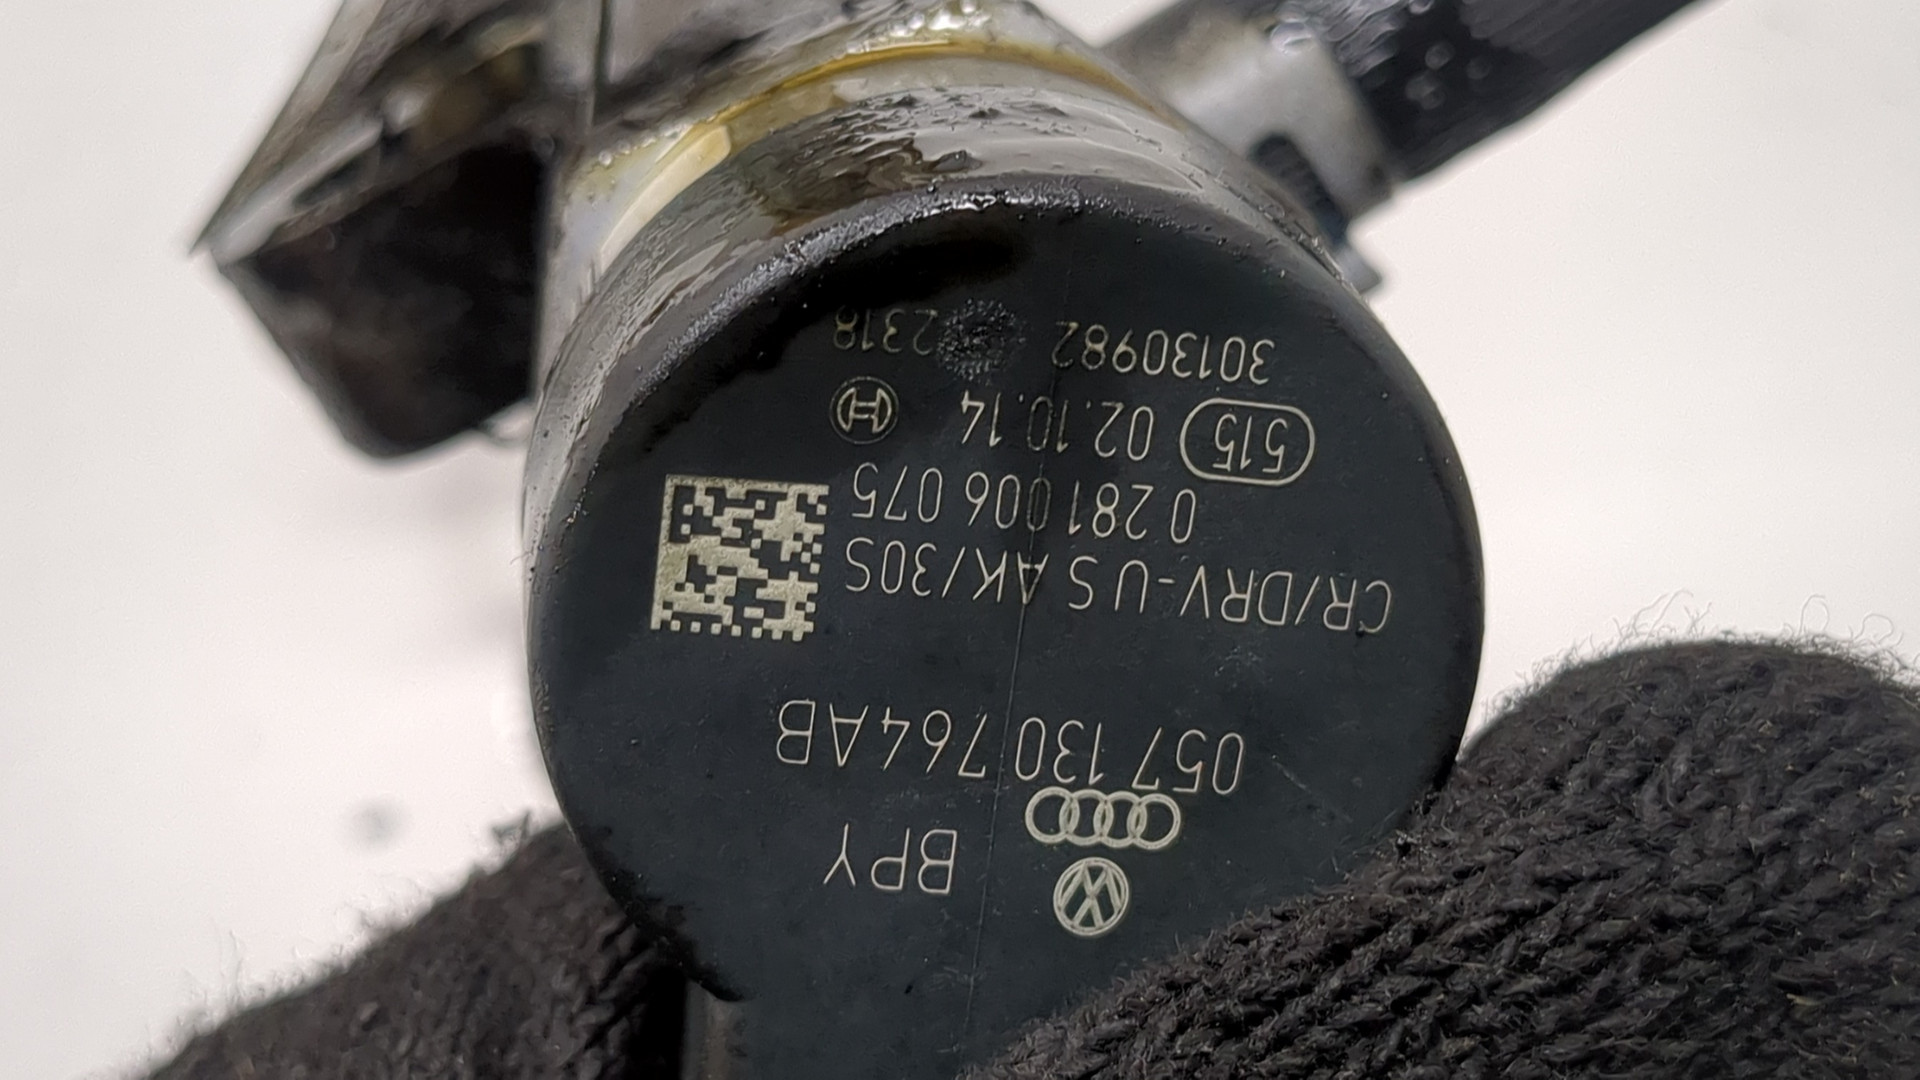 BPY
057 130 764AB
CR/DRV-U S AK/30S
0 281 006 075
515 02.10.14
30130982 2318